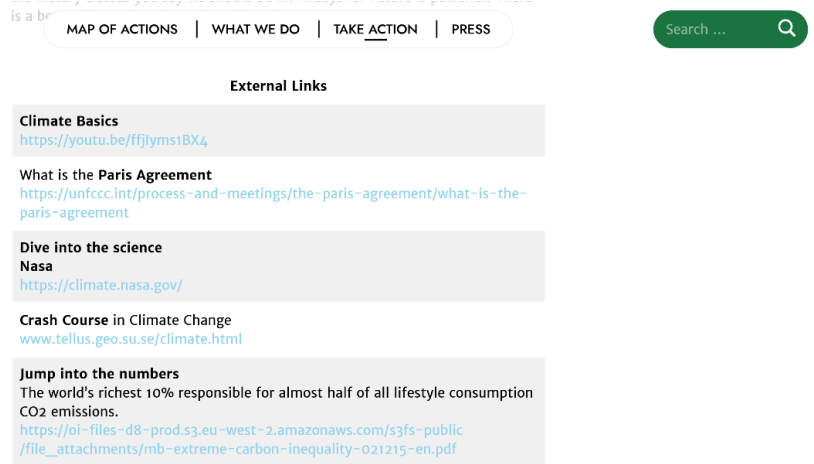 is a be
MAP OF ACTIONS | WHAT WE DO | TAKE ACTION | PRESS
Search ...
External Links
Climate Basics
https://youtu.be/ffjIyms1BX4
What is the Paris Agreement
https://unfccc.int/process-and-meetings/the-paris-agreement/what-is-the-
paris-agreement
Dive into the science
Nasa
https://climate.nasa.gov/
Crash Course in Climate Change
www.tellus.geo.su.se/climate.html
Jump into the numbers
The world's richest 10% responsible for almost half of all lifestyle consumption
CO2 emissions.
https://oi-files-d8-prod.s3.eu-west-2.amazonaws.com/s3fs-public
/file_attachments/mb-extreme-carbon-inequality-021215-en.pdf